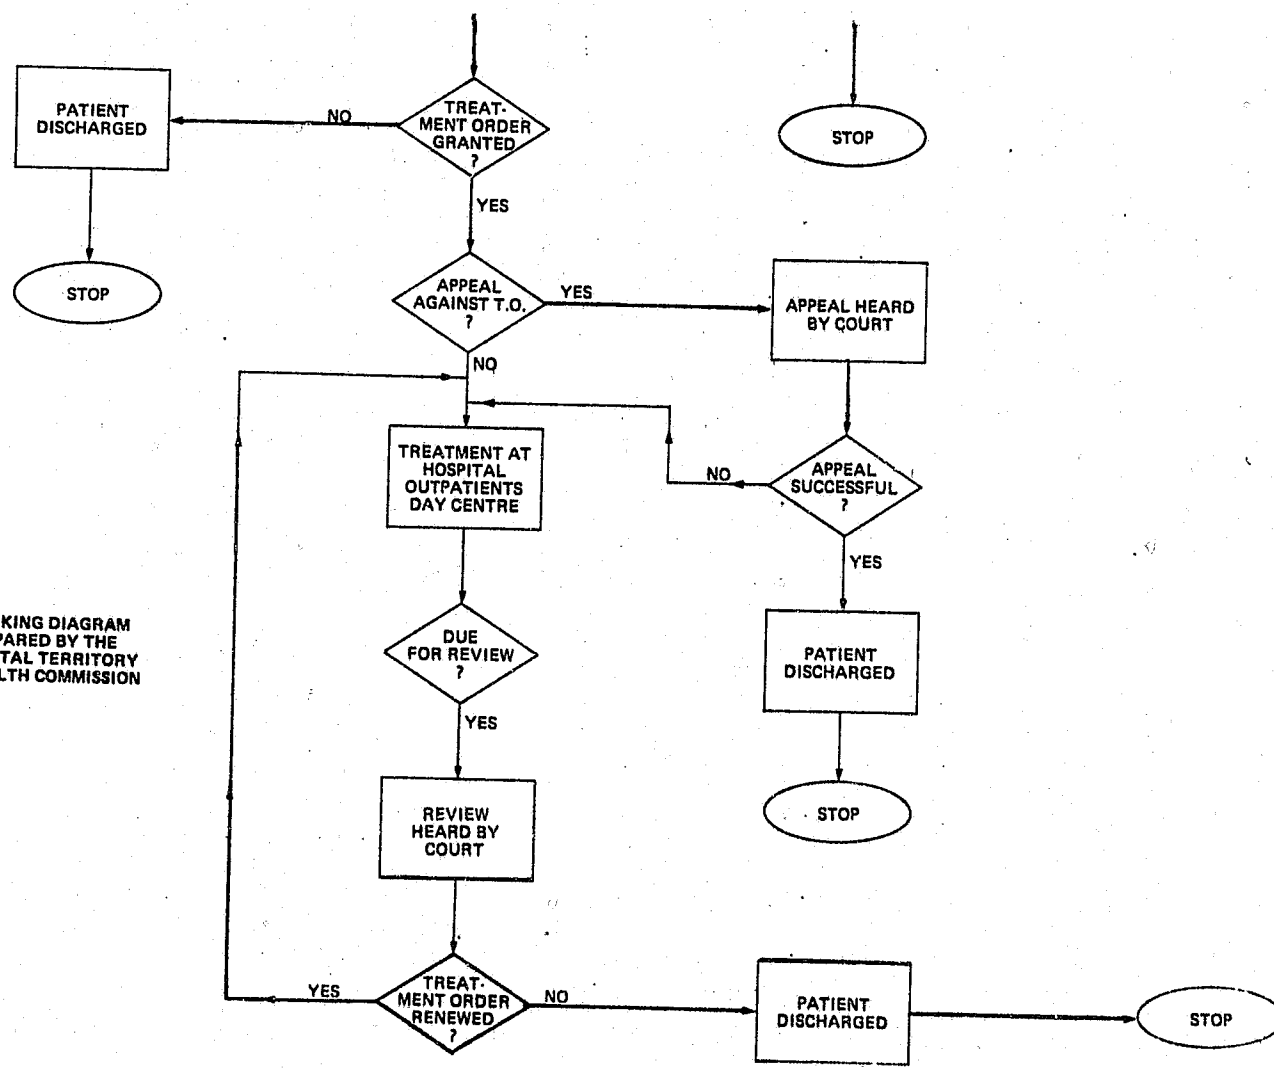 PATIENT
DISCHARGED
NO
TREAT-
MENT ORDER
GRANTED
?
STOP
YES
STOP
APPEAL
AGAINST T.O.
?
YES
APPEAL HEARD
BY COURT
NO
TREATMENT AT
HOSPITAL
OUTPATIENTS
DAY CENTRE
NO
APPEAL
SUCCESSFUL
?
YES
KING DIAGRAM
PARED BY THE
TAL TERRITORY
LTH COMMISSION
DUE
FOR REVIEW
?
PATIENT
DISCHARGED
YES
REVIEW
HEARD BY
COURT
STOP
YES
TREAT-
MENT ORDER
RENEWED
?
NO
PATIENT
DISCHARGED
STOP